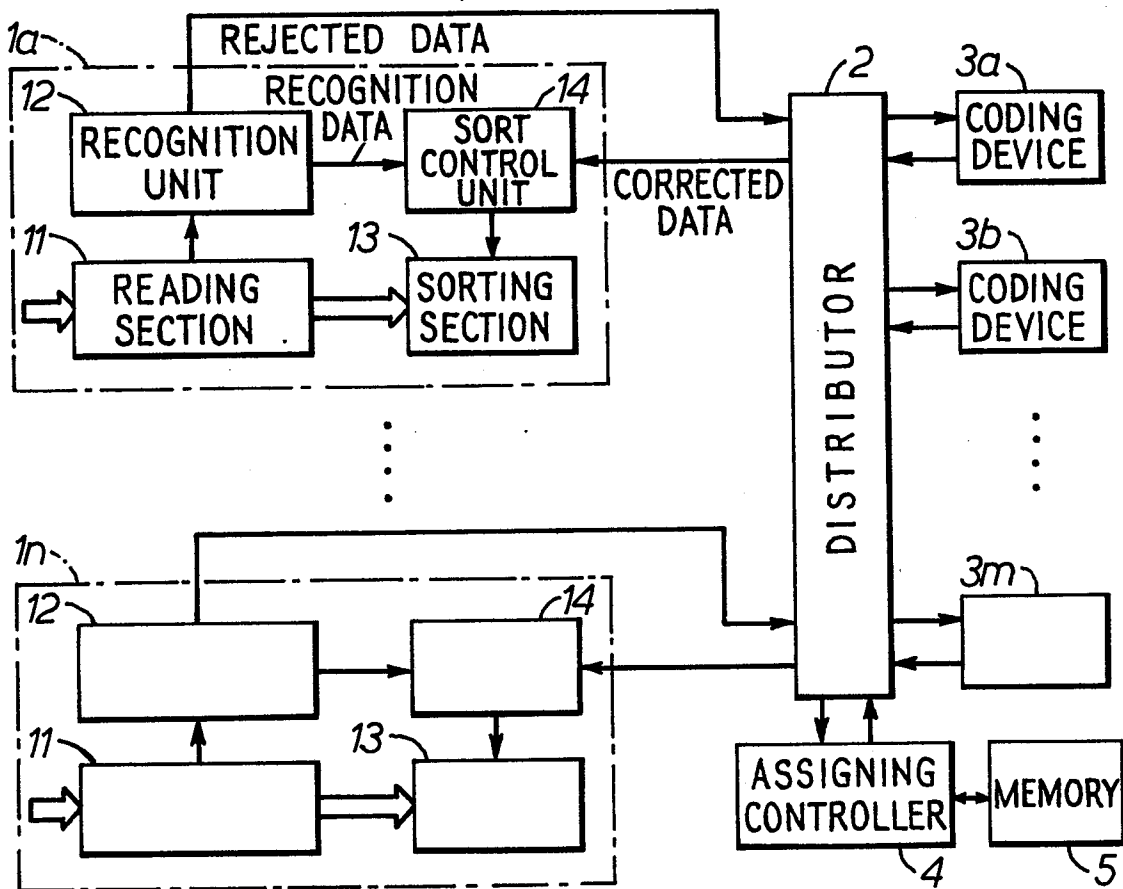 1a
REJECTED DATA
2
3a
12
RECOGNITION
DATA
14
RECOGNITION
UNIT
SORT
CONTROL
UNIT
CODING
DEVICE
CORRECTED
DATA
11
13
3b
READING
SECTION
SORTING
SECTION
CODING
DEVICE
DISTRIBUTOR
1n
12
14
3m
11
13
ASSIGNING
CONTROLLER
MEMORY
4
5